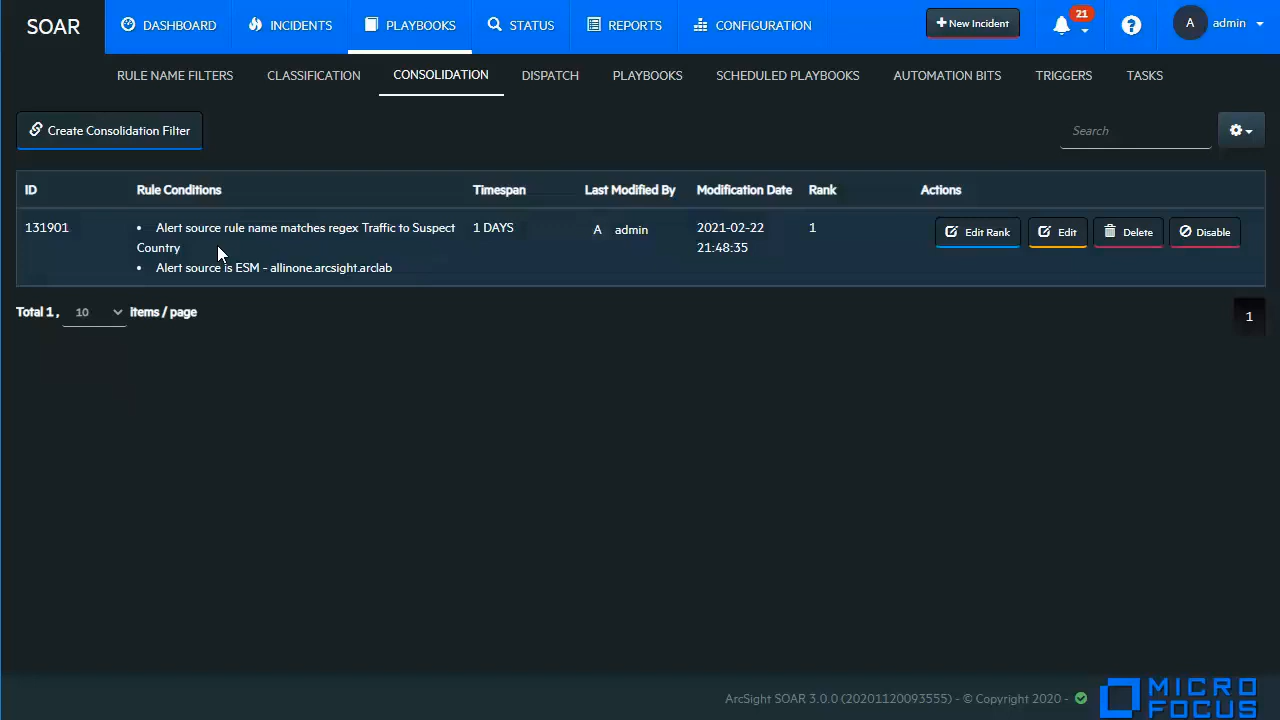 SOAR
DASHBOARD
INCIDENTS
PLAYBOOKS
STATUS
REPORTS
CONFIGURATION
New Incident
21
A admin
RULE NAME FILTERS
CLASSIFICATION
CONSOLIDATION
DISPATCH
PLAYBOOKS
SCHEDULED PLAYBOOKS
AUTOMATION BITS
TRIGGERS
TASKS
Create Consolidation Filter
Search
ID Rule Conditions Timespan Last Modified By Modification Date Rank Actions
131901 • Alert source rule name matches regex Traffic to Suspect 1 DAYS A admin 2021-02-22 1 Edit Rank Edit Delete Disable
Country 21:48:35
• Alert source is ESM - allinone.arcsight.arclab
Total 1 , 10 items / page
1
ArcSight SOAR 3.0.0 (20201120093555) - © Copyright 2020 -
MICRO
FOCUS